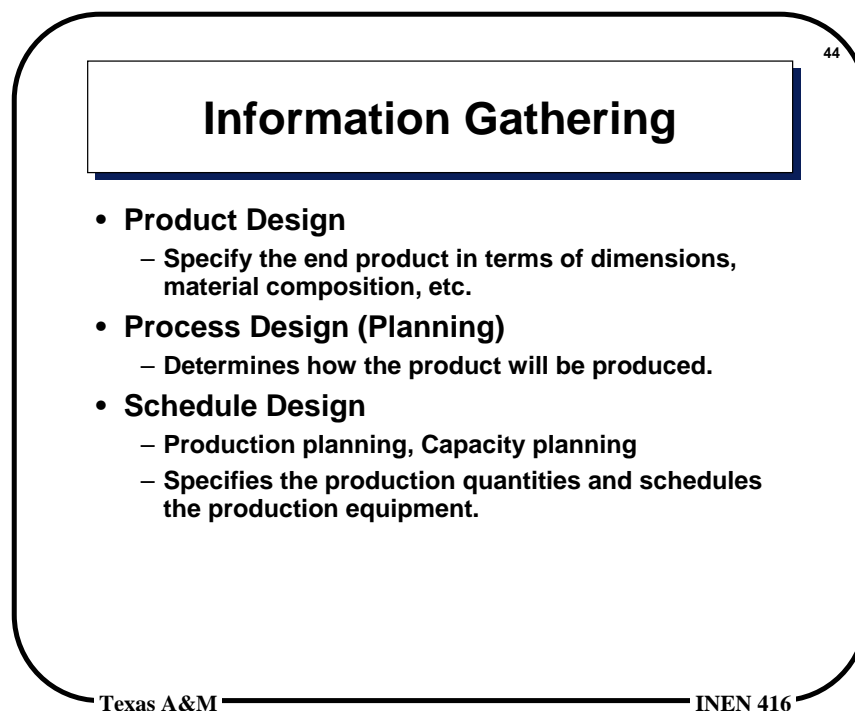 44
Information Gathering
• Product Design
– Specify the end product in terms of dimensions,
material composition, etc.
• Process Design (Planning)
– Determines how the product will be produced.
• Schedule Design
– Production planning, Capacity planning
– Specifies the production quantities and schedules
the production equipment.
Texas A&M INEN 416